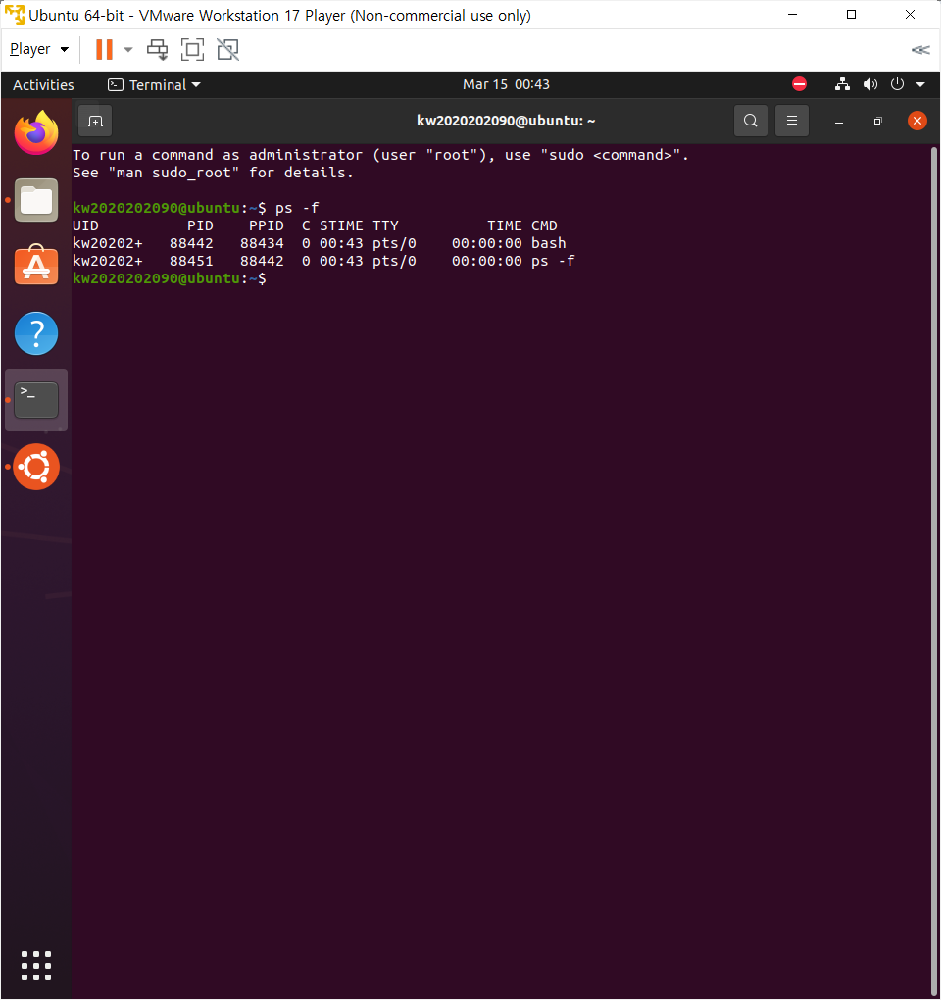 Ubuntu 64-bit - VMware Workstation 17 Player (Non-commercial use only)
Player
Activities Terminal Mar 15 00:43
kw2020202090@ubuntu: ~
To run a command as administrator (user "root"), use "sudo <command>".
See "man sudo_root" for details.
kw2020202090@ubuntu:~$ ps -f
UID          PID    PPID  C STIME TTY          TIME CMD
kw20202+   88442   88434  0 00:43 pts/0    00:00:00 bash
kw20202+   88451   88442  0 00:43 pts/0    00:00:00 ps -f
kw2020202090@ubuntu:~$